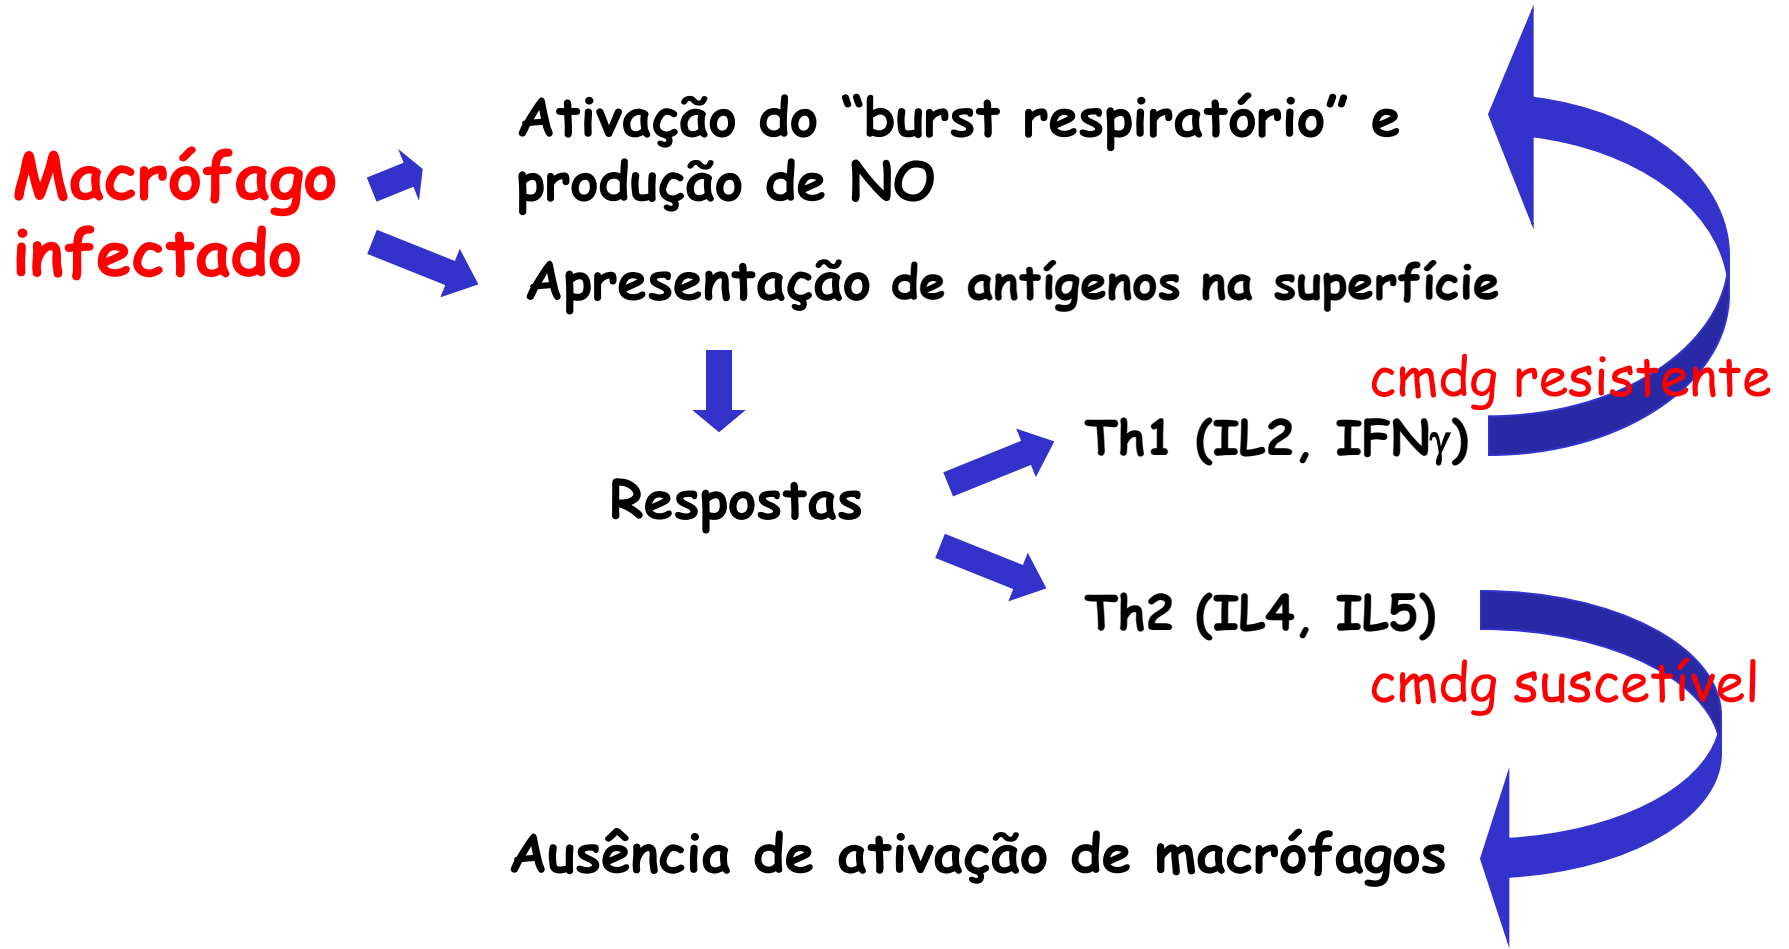 Ativação do “burst respiratório” e
produção de NO
Macrófago
infectado
Apresentação de antígenos na superfície
cmdg resistente
Th1 (IL2, IFNγ)
Respostas
Th2 (IL4, IL5)
cmdg suscetível
Ausência de ativação de macrófagos